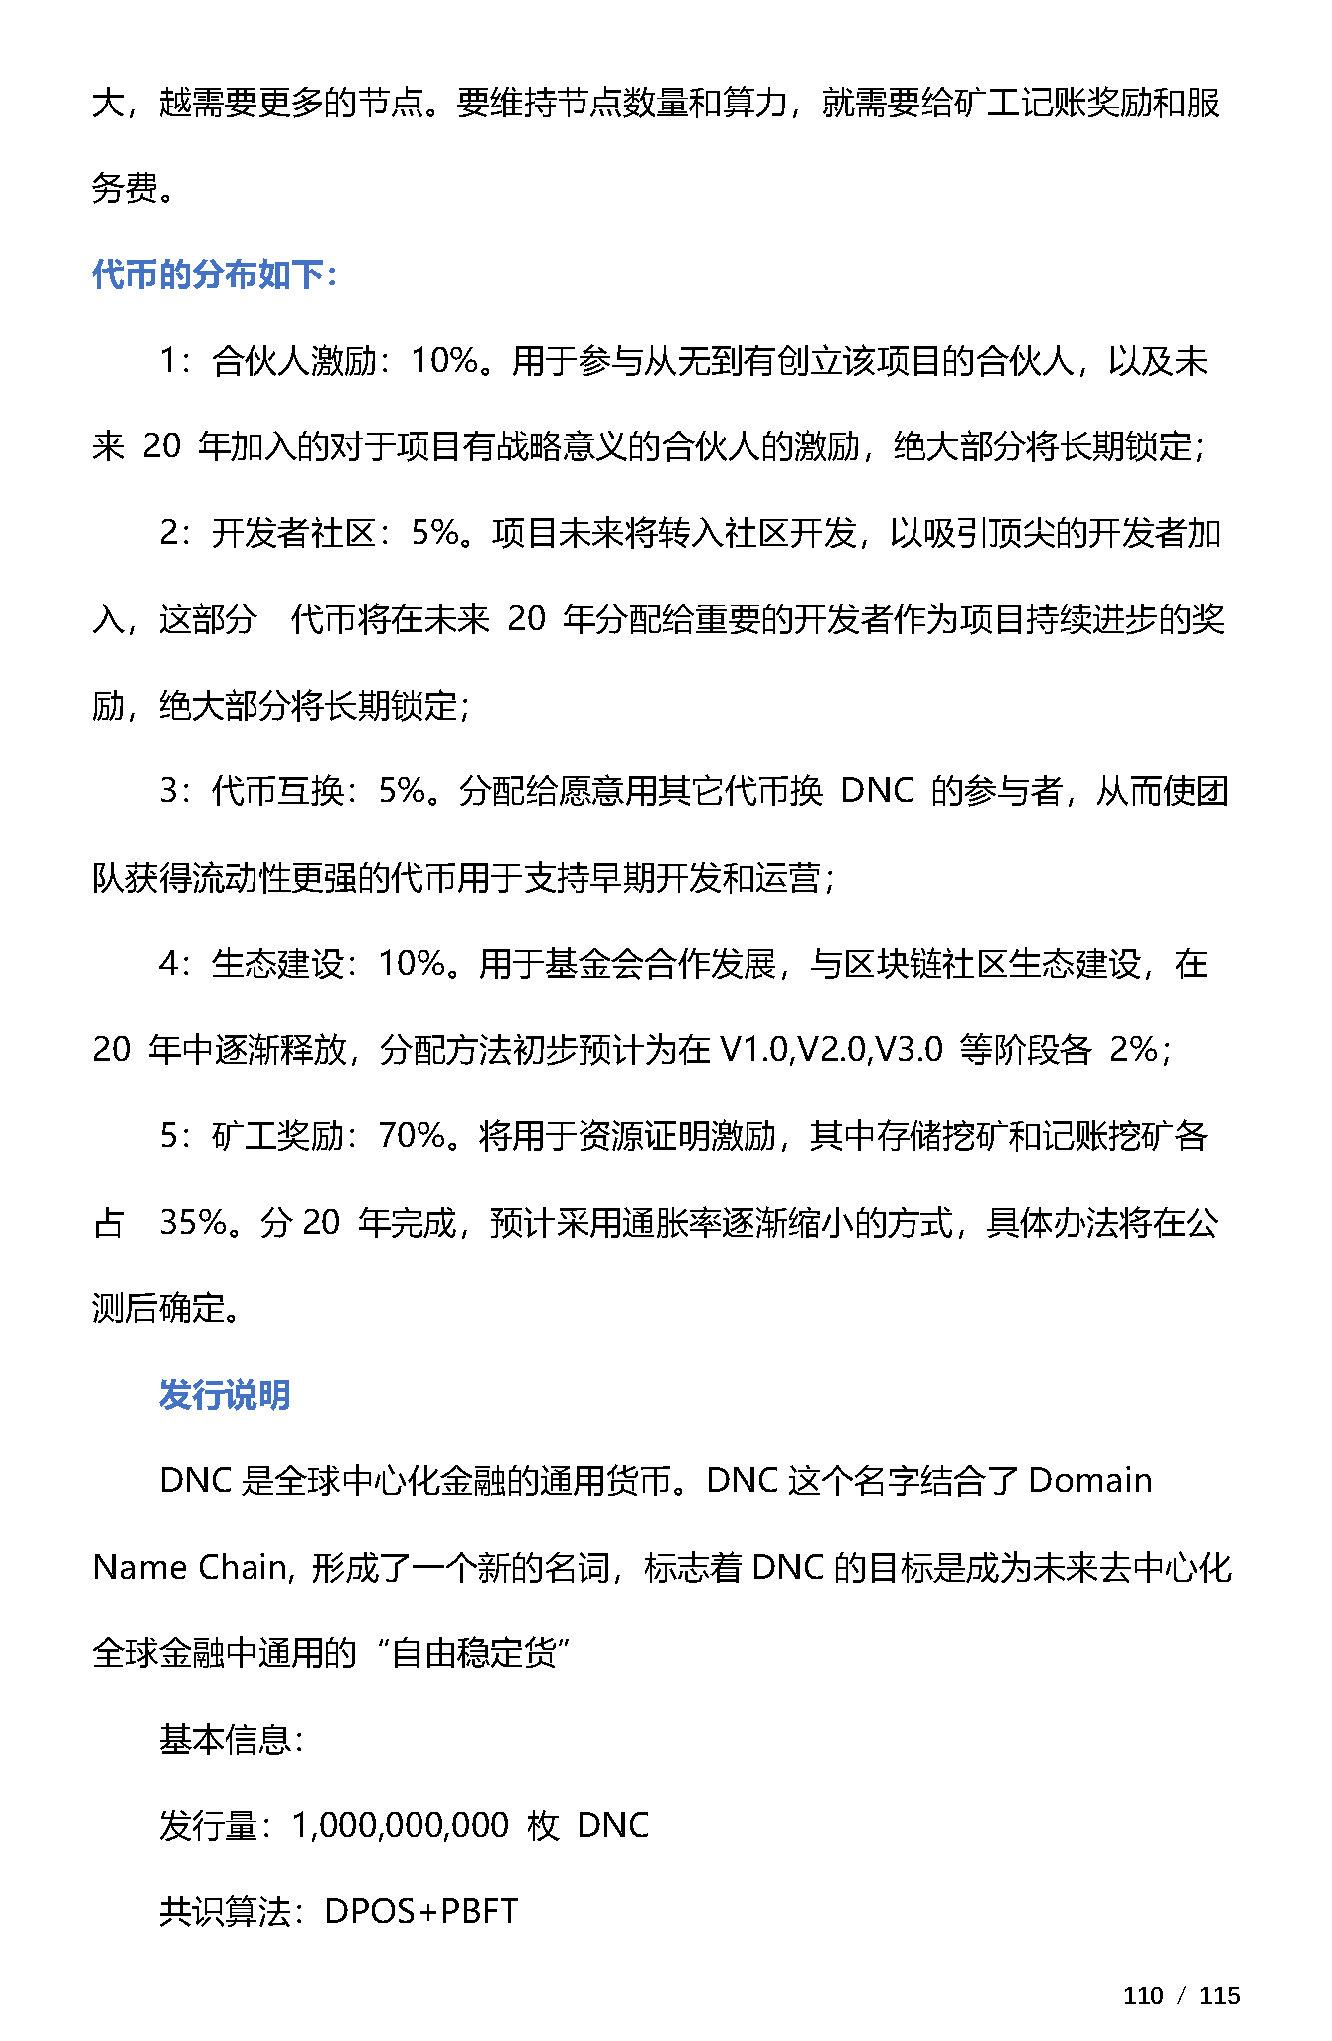 大，越需要更多的节点。要维持节点数量和算力，就需要给矿工记账奖励和服
务费。
代币的分布如下：
1：合伙人激励：10%。用于参与从无到有创立该项目的合伙人，以及未
来 20 年加入的对于项目有战略意义的合伙人的激励，绝大部分将长期锁定；
2：开发者社区：5%。项目未来将转入社区开发，以吸引顶尖的开发者加
入，这部分 代币将在未来 20 年分配给重要的开发者作为项目持续进步的奖
励，绝大部分将长期锁定；
3：代币互换：5%。分配给愿意用其它代币换 DNC 的参与者，从而使团
队获得流动性更强的代币用于支持早期开发和运营；
4：生态建设：10%。用于基金会合作发展，与区块链社区生态建设，在
20 年中逐渐释放，分配方法初步预计为在 V1.0,V2.0,V3.0 等阶段各 2%；
5：矿工奖励：70%。将用于资源证明激励，其中存储挖矿和记账挖矿各
占 35%。分 20 年完成，预计采用通胀率逐渐缩小的方式，具体办法将在公
测后确定。
发行说明
DNC 是全球中心化金融的通用货币。DNC 这个名字结合了 Domain
Name Chain, 形成了一个新的名词，标志着 DNC 的目标是成为未来去中心化
全球金融中通用的“自由稳定货”
基本信息：
发行量：1,000,000,000 枚 DNC
共识算法：DPOS+PBFT
110 / 115